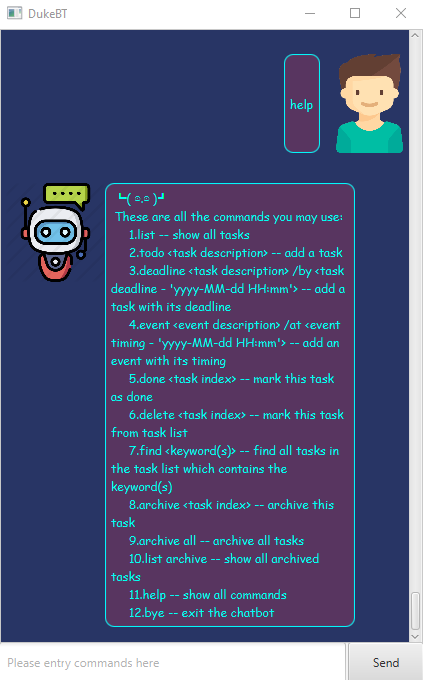 DukeBT
help
┗( ⊙.⊙ )┛
These are all the commands you may use:
1.list -- show all tasks
2.todo <task description> -- add a task
3.deadline <task description> /by <task
deadline - 'yyyy-MM-dd HH:mm'> -- add a
task with its deadline
4.event <event description> /at <event
timing - 'yyyy-MM-dd HH:mm'> -- add an
event with its timing
5.done <task index> -- mark this task
as done
6.delete <task index> -- mark this task
from task list
7.find <keyword(s)> -- find all tasks in
the task list which contains the
keyword(s)
8.archive <task index> -- archive this
task
9.archive all -- archive all tasks
10.list archive -- show all archived
tasks
11.help -- show all commands
12.bye -- exit the chatbot
Please entry commands here
Send